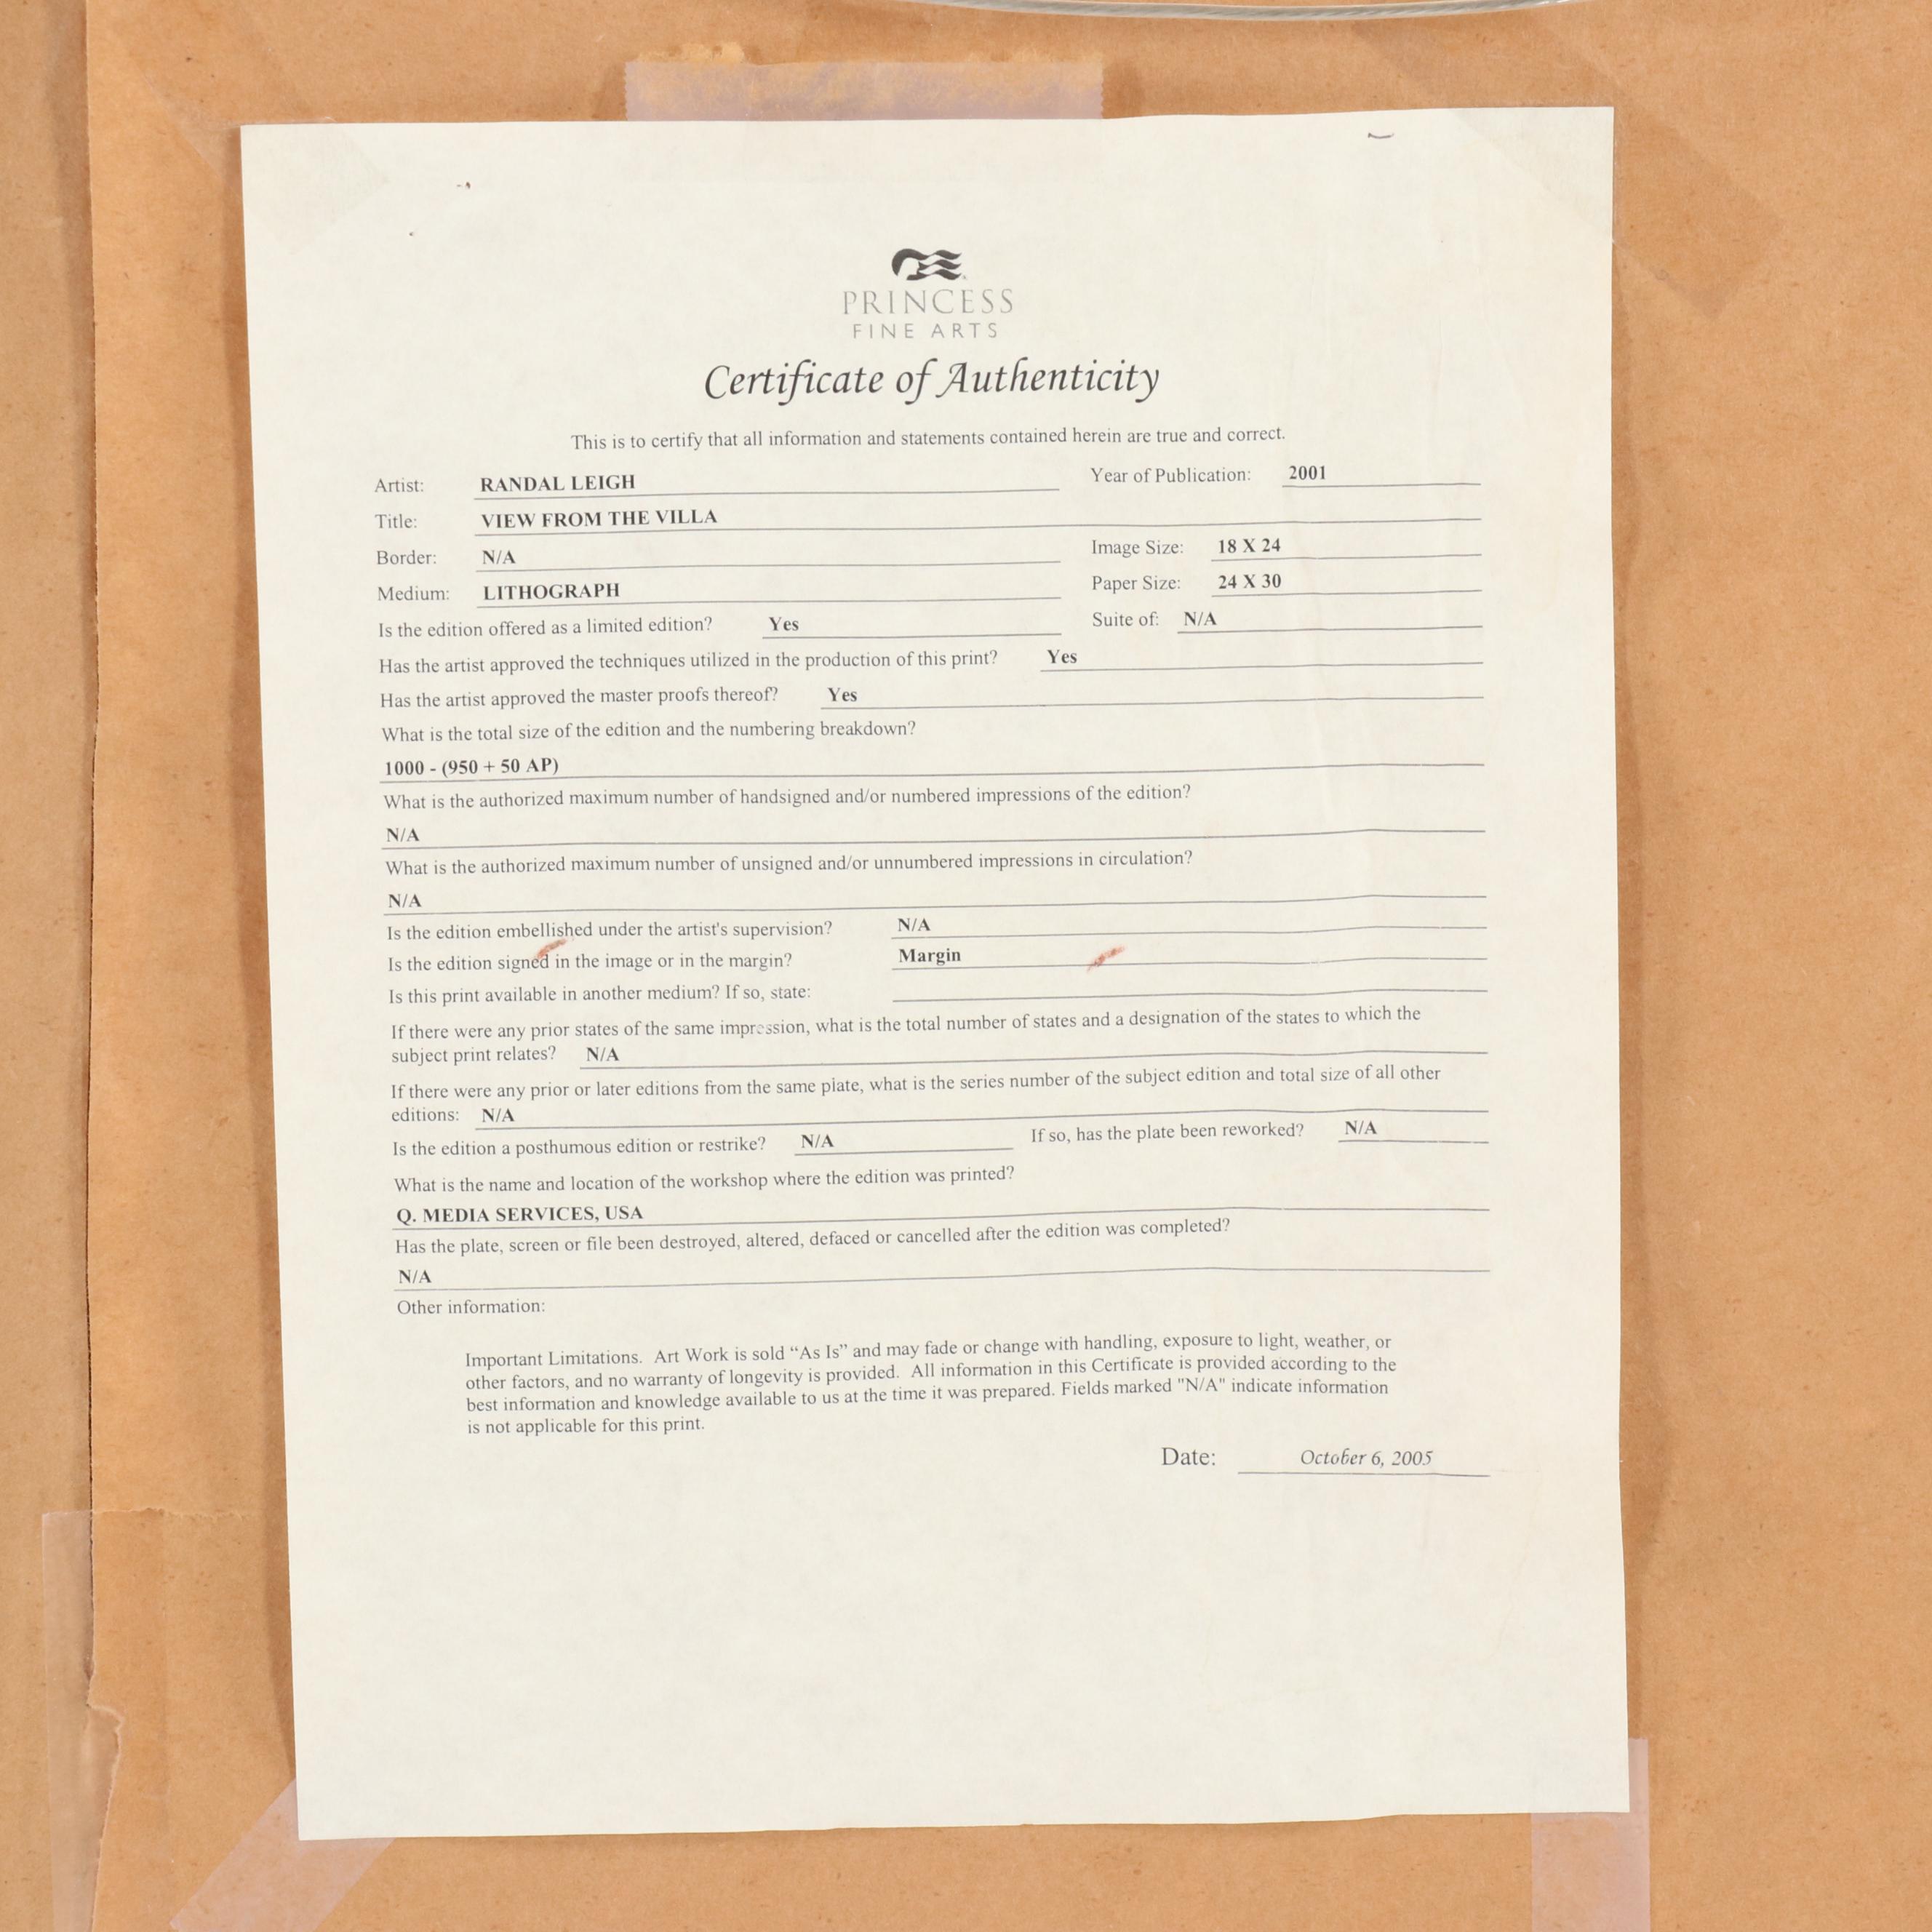 PRINCESS
FINE ARTS
Certificate of Authenticity
This is to certify that all information and statements contained herein are true and correct.
Artist: RANDAL LEIGH Year of Publication: 2001
Title: VIEW FROM THE VILLA
Border: N/A Image Size: 18 X 24
Medium: LITHOGRAPH Paper Size: 24 X 30
Is the edition offered as a limited edition? Yes Suite of: N/A
Has the artist approved the techniques utilized in the production of this print? Yes
Has the artist approved the master proofs thereof? Yes
What is the total size of the edition and the numbering breakdown?
1000 - (950 + 50 AP)
What is the authorized maximum number of handsigned and/or numbered impressions of the edition?
N/A
What is the authorized maximum number of unsigned and/or unnumbered impressions in circulation?
N/A
Is the edition embellished under the artist's supervision? N/A
Is the edition signed in the image or in the margin? Margin
Is this print available in another medium? If so, state:
If there were any prior states of the same impression, what is the total number of states and a designation of the states to which the
subject print relates? N/A
If there were any prior or later editions from the same plate, what is the series number of the subject edition and total size of all other
editions: N/A
Is the edition a posthumous edition or restrike? N/A If so, has the plate been reworked? N/A
What is the name and location of the workshop where the edition was printed?
Q. MEDIA SERVICES, USA
Has the plate, screen or file been destroyed, altered, defaced or cancelled after the edition was completed?
N/A
Other information:
Important Limitations. Art Work is sold “As Is” and may fade or change with handling, exposure to light, weather, or
other factors, and no warranty of longevity is provided. All information in this Certificate is provided according to the
best information and knowledge available to us at the time it was prepared. Fields marked "N/A" indicate information
is not applicable for this print.
Date: October 6, 2005